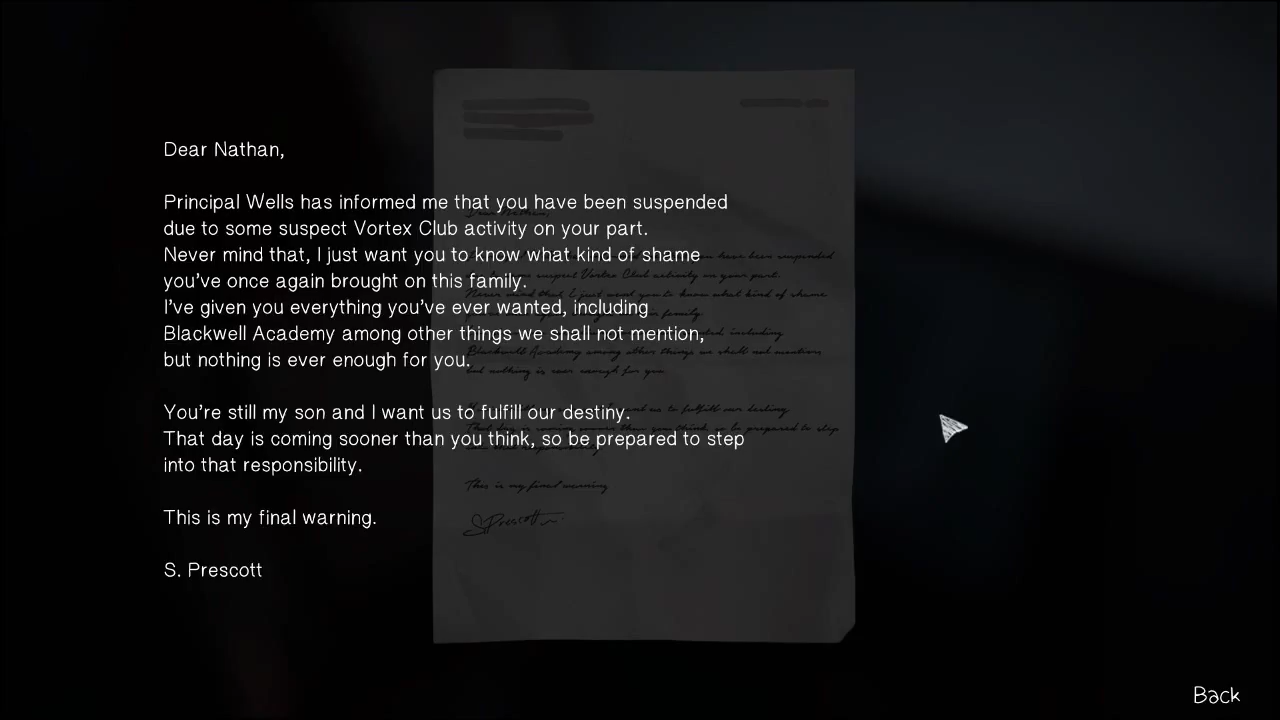 Dear Nathan,
Principal Wells has informed me that you have been suspended
due to some suspect Vortex Club activity on your part.
Never mind that, I just want you to know what kind of shame
you've once again brought on this family.
I've given you everything you've ever wanted, including
Blackwell Academy among other things we shall not mention,
but nothing is ever enough for you.
You're still my son and I want us to fulfill our destiny.
That day is coming sooner than you think, so be prepared to step
into that responsibility.
This is my final warning.
S. Prescott
Back